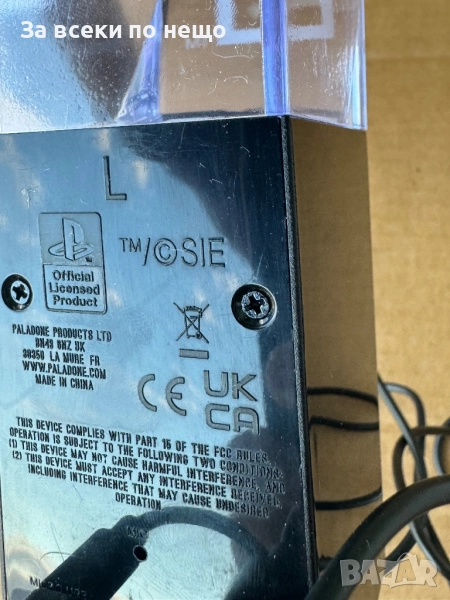 За всеки по нещо
L
TM/©SIE
Official
Licensed
Product
PALADONE PRODUCTS LTD
BN43 8HZ UK
38350 LA MURE FR
WWW.PALADONE.COM
MADE IN CHINA
CE
UK
CA
THIS DEVICE COMPLIES WITH PART 15 OF THE FCC RULES.
OPERATION IS SUBJECT TO THE FOLLOWING TWO CONDITIONS:
(1) THIS DEVICE MAY NOT CAUSE HARMFUL INTERFERENCE, AND
(2) THIS DEVICE MUST ACCEPT ANY INTERFERENCE RECEIVED,
INCLUDING INTERFERENCE THAT MAY CAUSE UNDESIRED
OPERATION
BAZAR